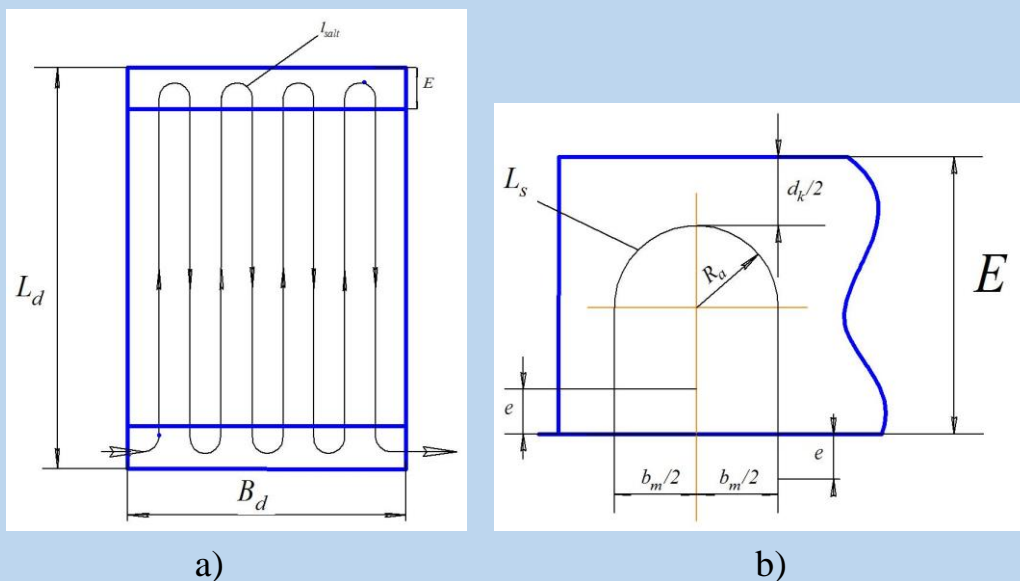 l_salt
E
L_d
B_d
a)
L_s
d_k/2
R_a
E
e
e
b_m/2
b_m/2
b)